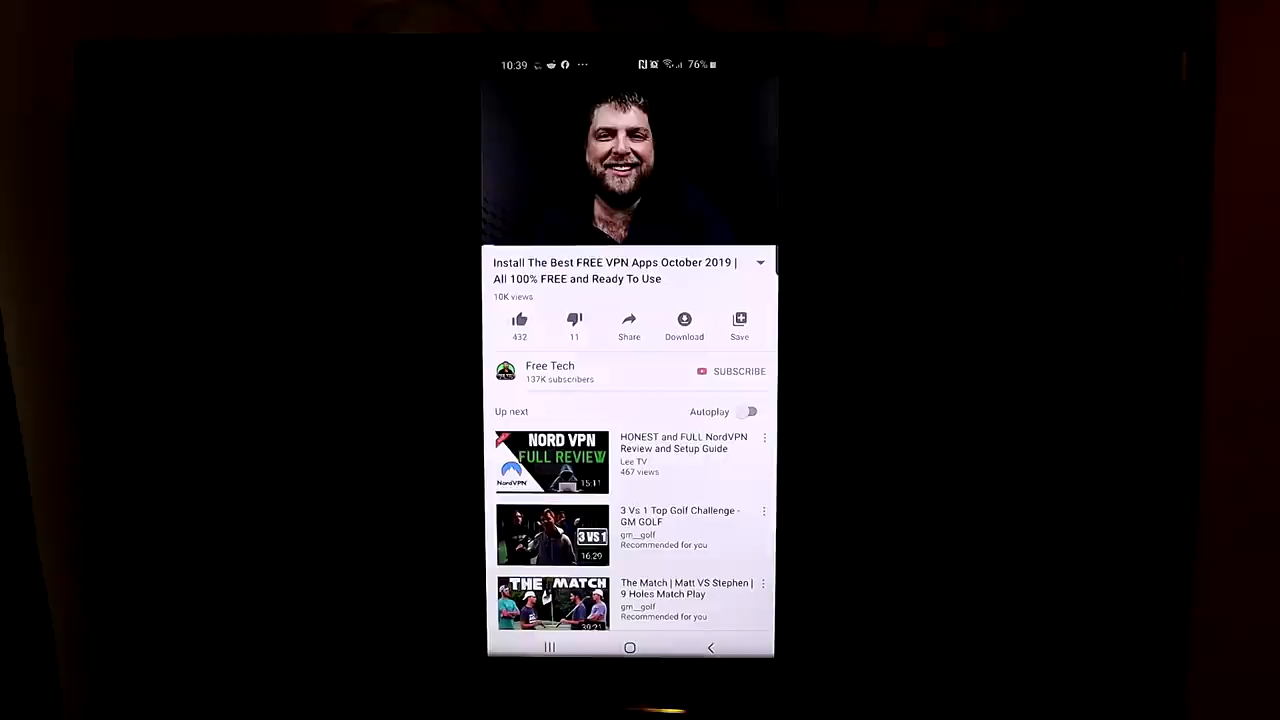 10:39
76%
Install The Best FREE VPN Apps October 2019 |
All 100% FREE and Ready To Use
10K views
432
11
Share
Download
Save
Free Tech
137K subscribers
SUBSCRIBE
Up next
Autoplay
NORD VPN
FULL REVIEW
NordVPN
15:11
HONEST and FULL NordVPN
Review and Setup Guide
Lee TV
467 views
3 VS 1
16:29
3 Vs 1 Top Golf Challenge -
GM GOLF
gm__golf
Recommended for you
THE MATCH
39:21
The Match | Matt VS Stephen |
9 Holes Match Play
gm__golf
Recommended for you